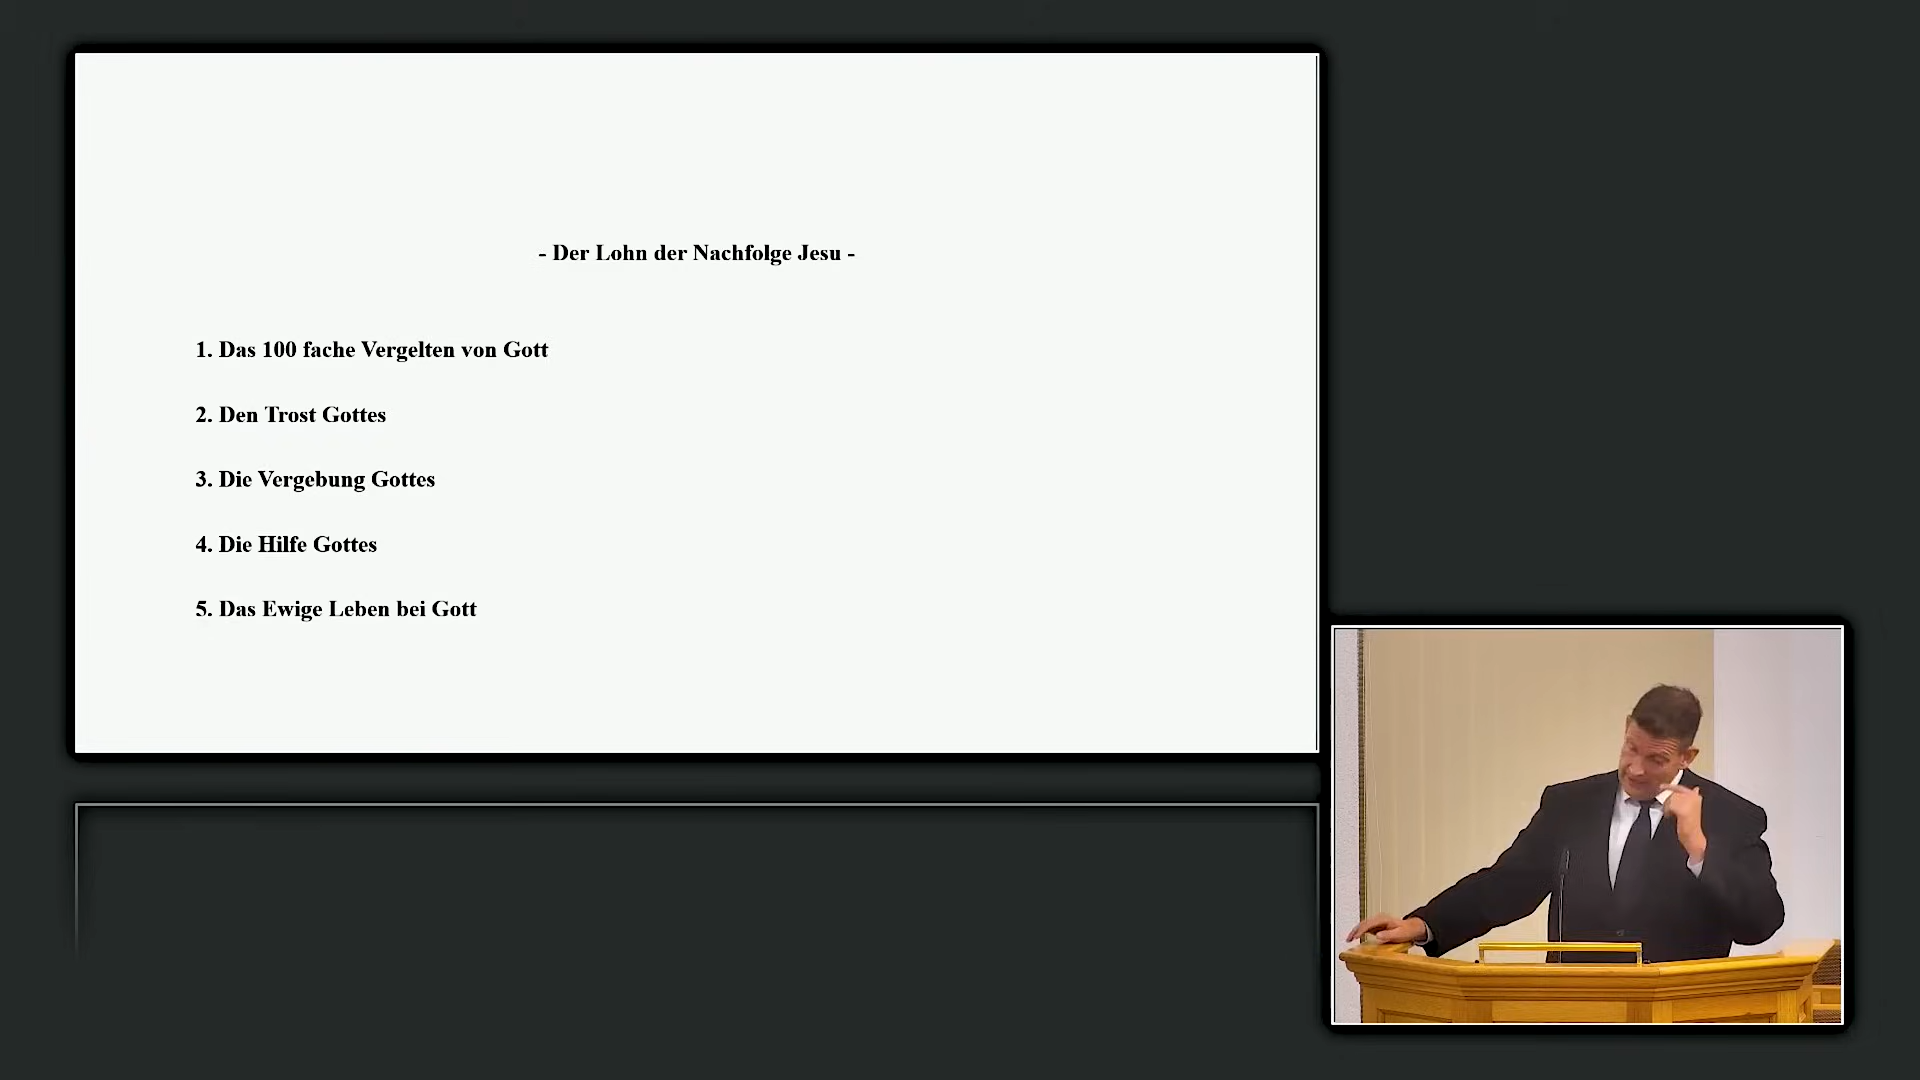 - Der Lohn der Nachfolge Jesu -
1. Das 100 fache Vergelten von Gott
2. Den Trost Gottes
3. Die Vergebung Gottes
4. Die Hilfe Gottes
5. Das Ewige Leben bei Gott